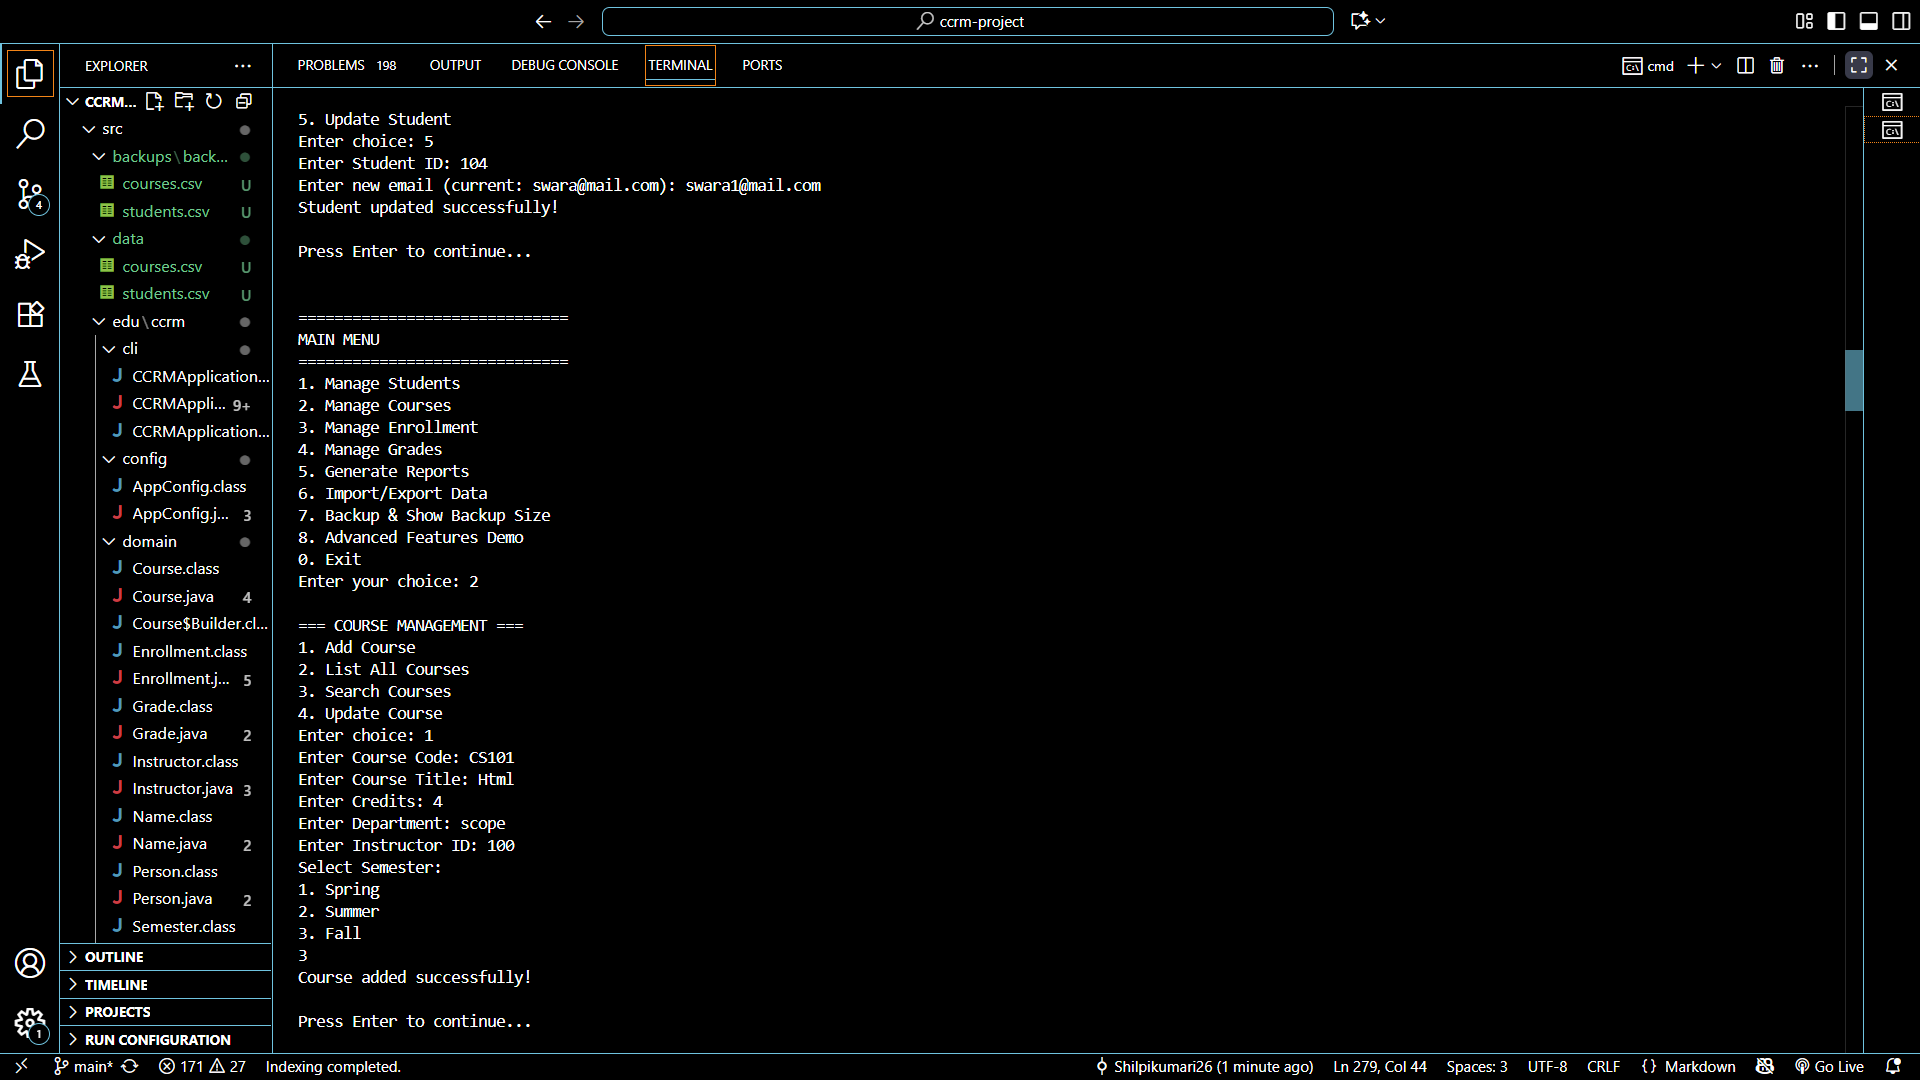 ccrm-project
EXPLORER
PROBLEMS 198 OUTPUT DEBUG CONSOLE TERMINAL PORTS
cmd
CCRM...
src
backups\back...
courses.csv U
students.csv U
data
courses.csv U
students.csv U
edu\ccrm
cli
CCRMApplication...
CCRMAppli... 9+
CCRMApplication...
config
AppConfig.class
AppConfig.j... 3
domain
Course.class
Course.java 4
Course$Builder.cl...
Enrollment.class
Enrollment.j... 5
Grade.class
Grade.java 2
Instructor.class
Instructor.java 3
Name.class
Name.java 2
Person.class
Person.java 2
Semester.class
OUTLINE
TIMELINE
PROJECTS
RUN CONFIGURATION
4
1
5. Update Student
Enter choice: 5
Enter Student ID: 104
Enter new email (current: swara@mail.com): swara1@mail.com
Student updated successfully!
Press Enter to continue...
==============================
MAIN MENU
==============================
1. Manage Students
2. Manage Courses
3. Manage Enrollment
4. Manage Grades
5. Generate Reports
6. Import/Export Data
7. Backup & Show Backup Size
8. Advanced Features Demo
0. Exit
Enter your choice: 2
=== COURSE MANAGEMENT ===
1. Add Course
2. List All Courses
3. Search Courses
4. Update Course
Enter choice: 1
Enter Course Code: CS101
Enter Course Title: Html
Enter Credits: 4
Enter Department: scope
Enter Instructor ID: 100
Select Semester:
1. Spring
2. Summer
3. Fall
3
Course added successfully!
Press Enter to continue...
main* 171 27 Indexing completed.
Shilpikumari26 (1 minute ago) Ln 279, Col 44 Spaces: 3 UTF-8 CRLF {} Markdown Go Live